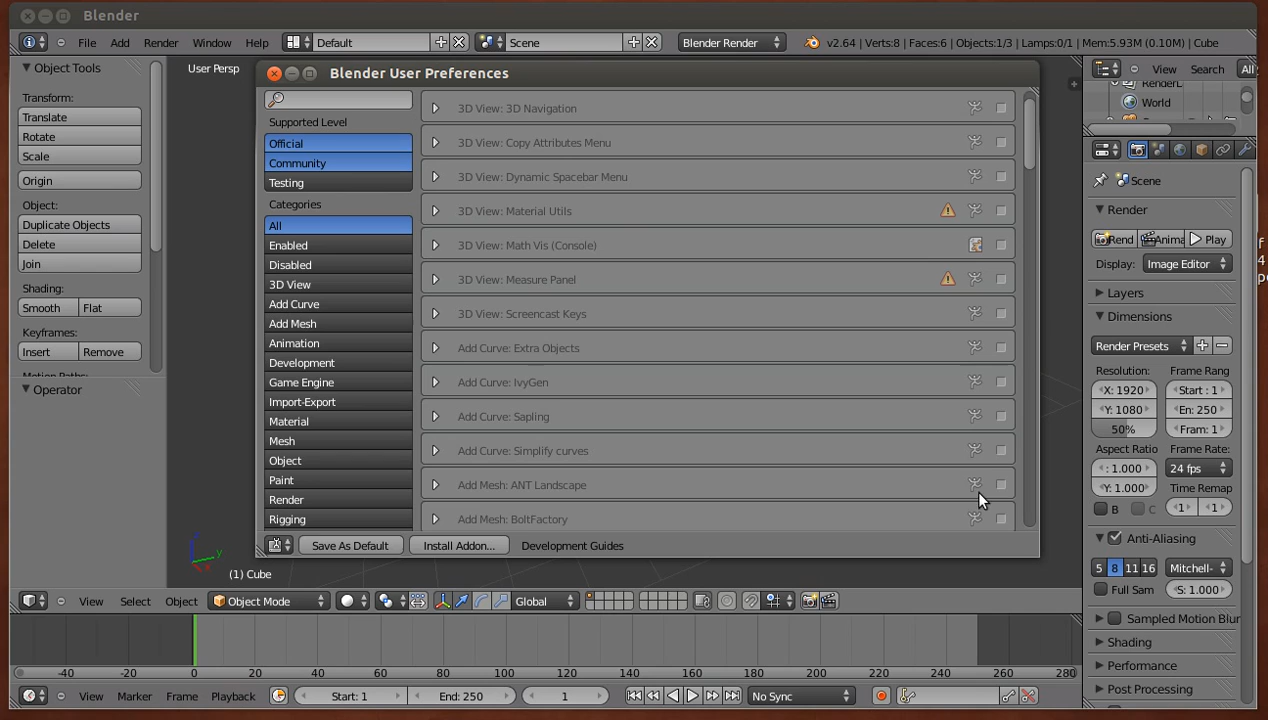 Blender
File Add Render Window Help Default Scene Blender Render v2.64 | Verts:8 | Faces:6 | Objects:1/3 | Lamps:0/1 | Mem:5.93M (0.10M) | Cube
Object Tools
Transform:
Translate
Rotate
Scale
Origin
Object:
Duplicate Objects
Delete
Join
Shading:
Smooth Flat
Keyframes:
Insert Remove
Operator
User Persp
Blender User Preferences
Supported Level
Official
Community
Testing
Categories
All
Enabled
Disabled
3D View
Add Curve
Add Mesh
Animation
Development
Game Engine
Import-Export
Material
Mesh
Object
Paint
Render
Rigging
3D View: 3D Navigation
3D View: Copy Attributes Menu
3D View: Dynamic Spacebar Menu
3D View: Material Utils
3D View: Math Vis (Console)
3D View: Measure Panel
3D View: Screencast Keys
Add Curve: Extra Objects
Add Curve: IvyGen
Add Curve: Sapling
Add Curve: Simplify curves
Add Mesh: ANT Landscape
Add Mesh: BoltFactory
Save As Default Install Addon... Development Guides
z
y
x
(1) Cube
View Select Object Object Mode Global
-40 -20 0 20 40 60 80 100 120 140 160 180 200 220 240 260 280
View Marker Frame Playback Start: 1 End: 250 1 No Sync
View Search All
RenderL
World
Scene
Render
Rend Anima Play
Display: Image Editor
Layers
Dimensions
Render Presets
Resolution: Frame Rang
X: 1920 Start : 1
Y: 1080 En: 250
50% Fram: 1
Aspect Ratio Frame Rate:
: 1.000 24 fps
Y: 1.000 Time Remap
B C 1 1
Anti-Aliasing
5 8 11 16 Mitchell-
Full Sam S: 1.000
Sampled Motion Blur
Shading
Performance
Post Processing